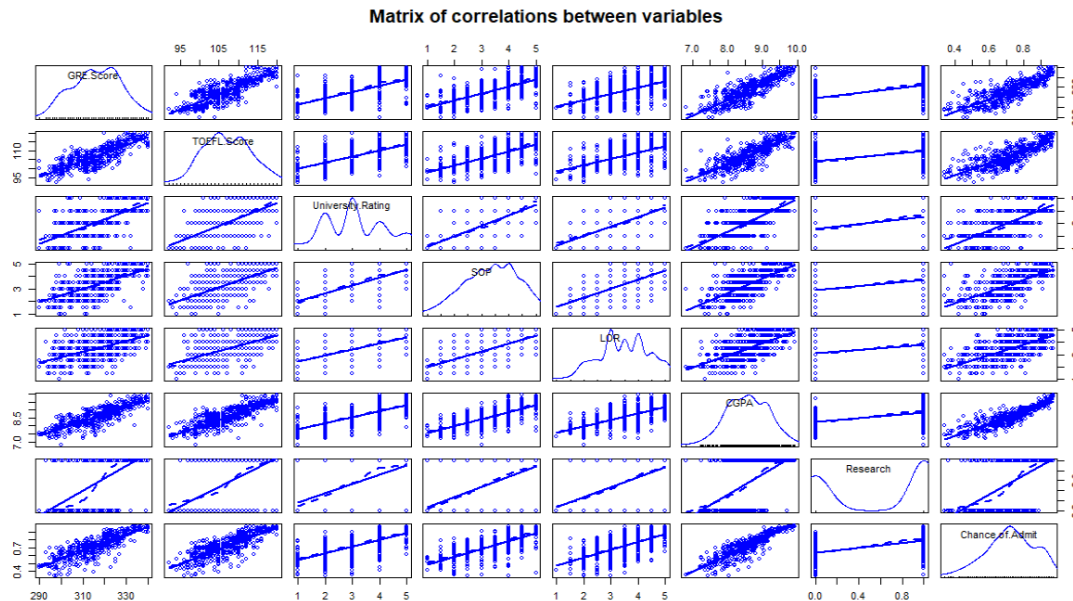 Matrix of correlations between variables
95 105 115
1 2 3 4 5
6.8 8.0 9.0 10.0
0.4 0.6 0.8
GRE.Score
TOEFL.Score
95 110
University.Rating
SOP
1 3 5
LOR
CGPA
7.0 8.5
Research
Chance.of.Admit
0.4 0.7
290 310 330
1 2 3 4 5
1 2 3 4 5
0.0 0.4 0.8